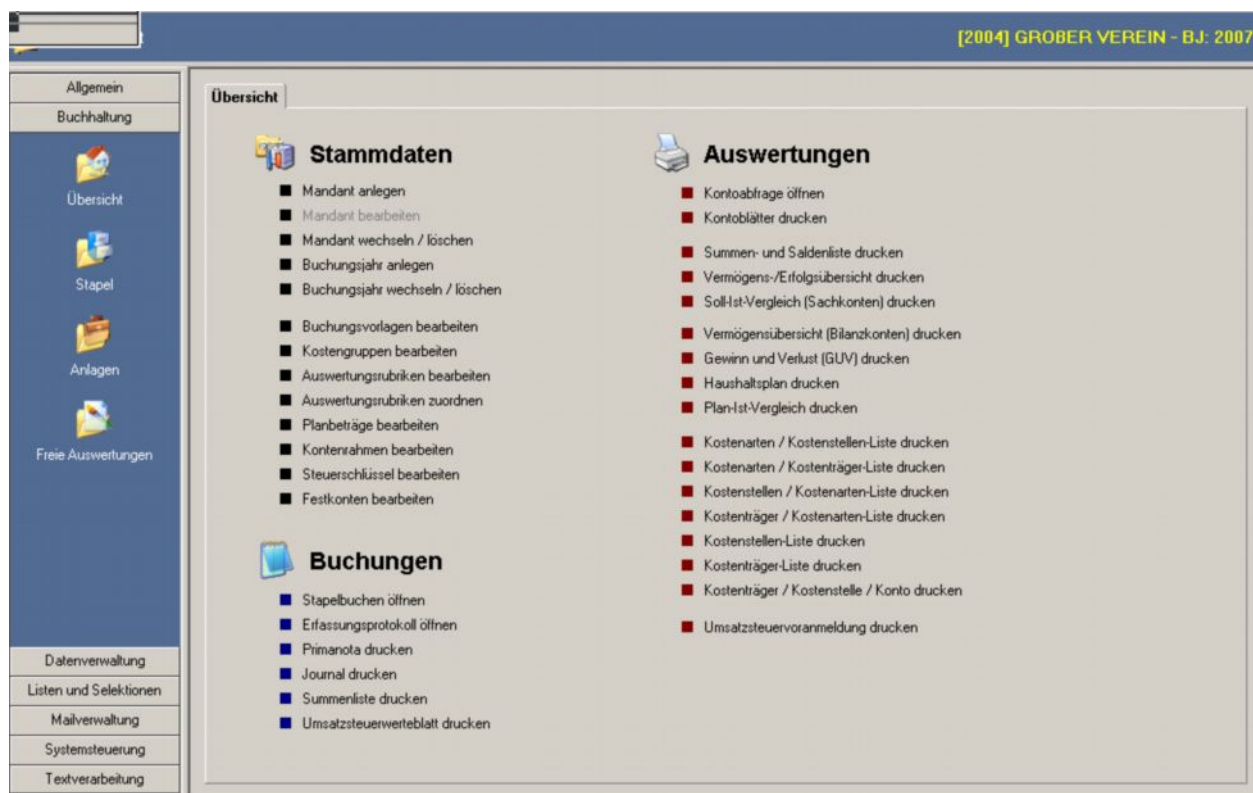 [2004] GROBER VEREIN - BJ: 2007
Allgemein
Buchhaltung
Übersicht
Stapel
Anlagen
Freie Auswertungen
Datenverwaltung
Listen und Selektionen
Mailverwaltung
Systemsteuerung
Textverarbeitung
Übersicht
Stammdaten
Mandant anlegen
Mandant bearbeiten
Mandant wechseln / löschen
Buchungsjahr anlegen
Buchungsjahr wechseln / löschen
Buchungsvorlagen bearbeiten
Kostengruppen bearbeiten
Auswertungsrubriken bearbeiten
Auswertungsrubriken zuordnen
Planbeträge bearbeiten
Kontenrahmen bearbeiten
Steuerschlüssel bearbeiten
Festkonten bearbeiten
Buchungen
Stapelbuchen öffnen
Erfassungsprotokoll öffnen
Primanota drucken
Journal drucken
Summenliste drucken
Umsatzsteuerwerteblatt drucken
Auswertungen
Kontoabfrage öffnen
Kontoblätter drucken
Summen- und Saldenliste drucken
Vermögens-/Erfolgsübersicht drucken
Soll-Ist-Vergleich (Sachkonten) drucken
Vermögensübersicht (Bilanzkonten) drucken
Gewinn und Verlust (GUV) drucken
Haushaltsplan drucken
Plan-Ist-Vergleich drucken
Kostenarten / Kostenstellen-Liste drucken
Kostenarten / Kostenträger-Liste drucken
Kostenstellen / Kostenarten-Liste drucken
Kostenträger / Kostenarten-Liste drucken
Kostenstellen-Liste drucken
Kostenträger-Liste drucken
Kostenträger / Kostenstelle / Konto drucken
Umsatzsteuervoranmeldung drucken